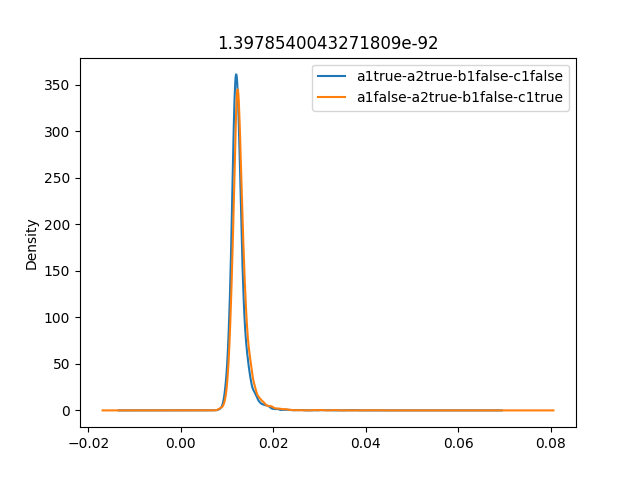 1.3978540043271809e-92
a1true-a2true-b1false-c1false
a1false-a2true-b1false-c1true
Density
350
300
250
200
150
100
50
0
−0.02 0.00 0.02 0.04 0.06 0.08